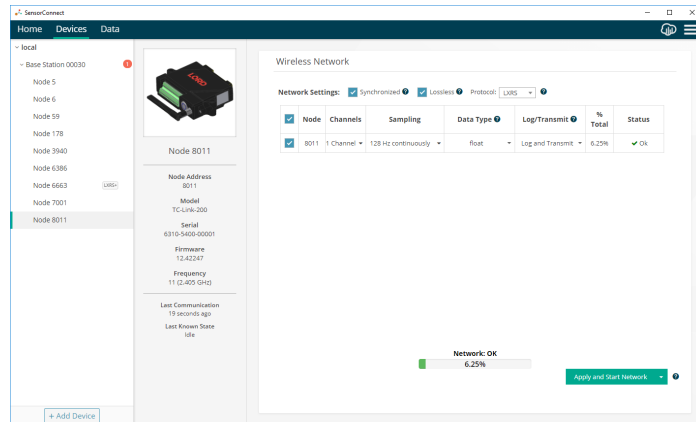 SensorConnect
Home Devices Data
local
Base Station 00030
Node 5
Node 6
Node 59
Node 178
Node 3940
Node 6386
Node 6663 LXRS+
Node 7001
Node 8011
+ Add Device
LORD
Node 8011
Node Address
8011
Model
TC-Link-200
Serial
6310-5400-00001
Firmware
12.42247
Frequency
11 (2.405 GHz)
Last Communication
19 seconds ago
Last Known State
Idle
Wireless Network
Network Settings: Synchronized Lossless Protocol: LXRS
Node Channels Sampling Data Type Log/Transmit % Total Status
8011 1 Channel 128 Hz continuously float Log and Transmit 6.25% Ok
Network: OK
6.25%
Apply and Start Network